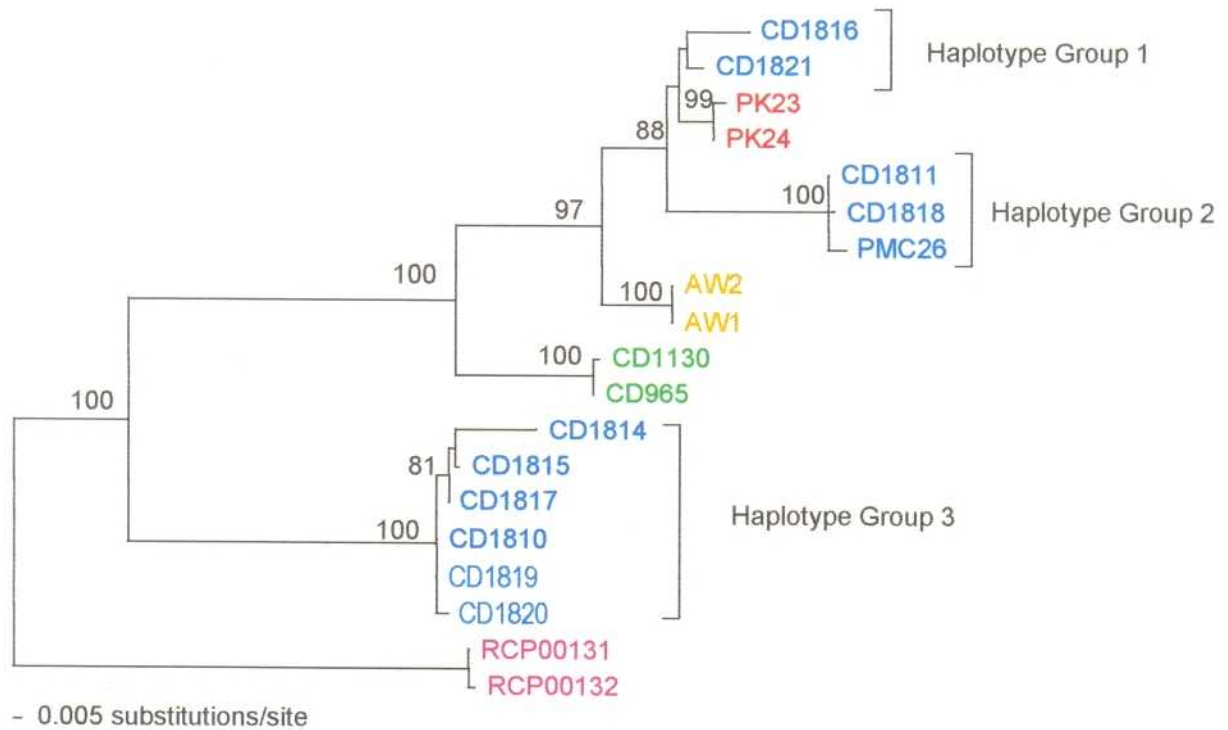 CD1816
Haplotype Group 1
CD1821
99 PK23
88 PK24
CD1811
100 CD1818 Haplotype Group 2
97
PMC26
100 AW2
100 AW1
100 CD1130
CD965
100
CD1814
81 CD1815
CD1817
Haplotype Group 3
100 CD1810
CD1819
CD1820
RCP00131
RCP00132
- 0.005 substitutions/site